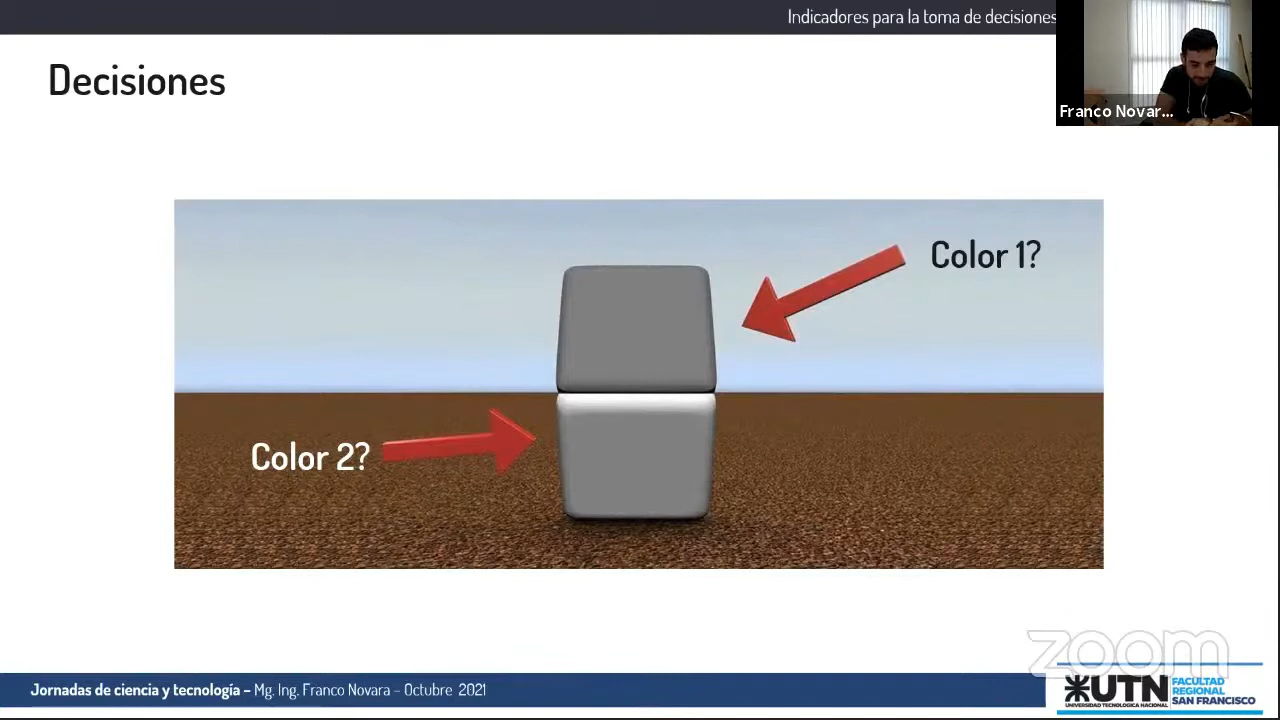 Indicadores para la toma de decisiones
Decisiones
Franco Novar...
Color 1?
Color 2?
zoom
Jornadas de ciencia y tecnología – Mg. Ing. Franco Novara – Octubre 2021
UTN
UNIVERSIDAD TECNOLÓGICA NACIONAL
FACULTAD
REGIONAL
SAN FRANCISCO